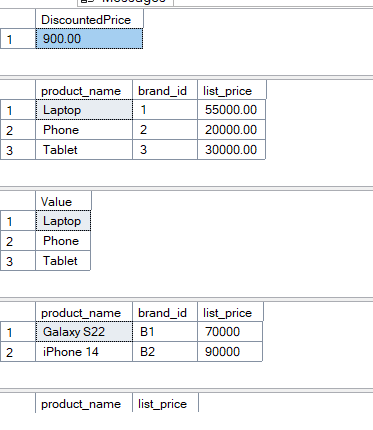 Messages
DiscountedPrice
1 900.00
product_name brand_id list_price
1 Laptop 1 55000.00
2 Phone 2 20000.00
3 Tablet 3 30000.00
Value
1 Laptop
2 Phone
3 Tablet
product_name brand_id list_price
1 Galaxy S22 B1 70000
2 iPhone 14 B2 90000
product_name list_price